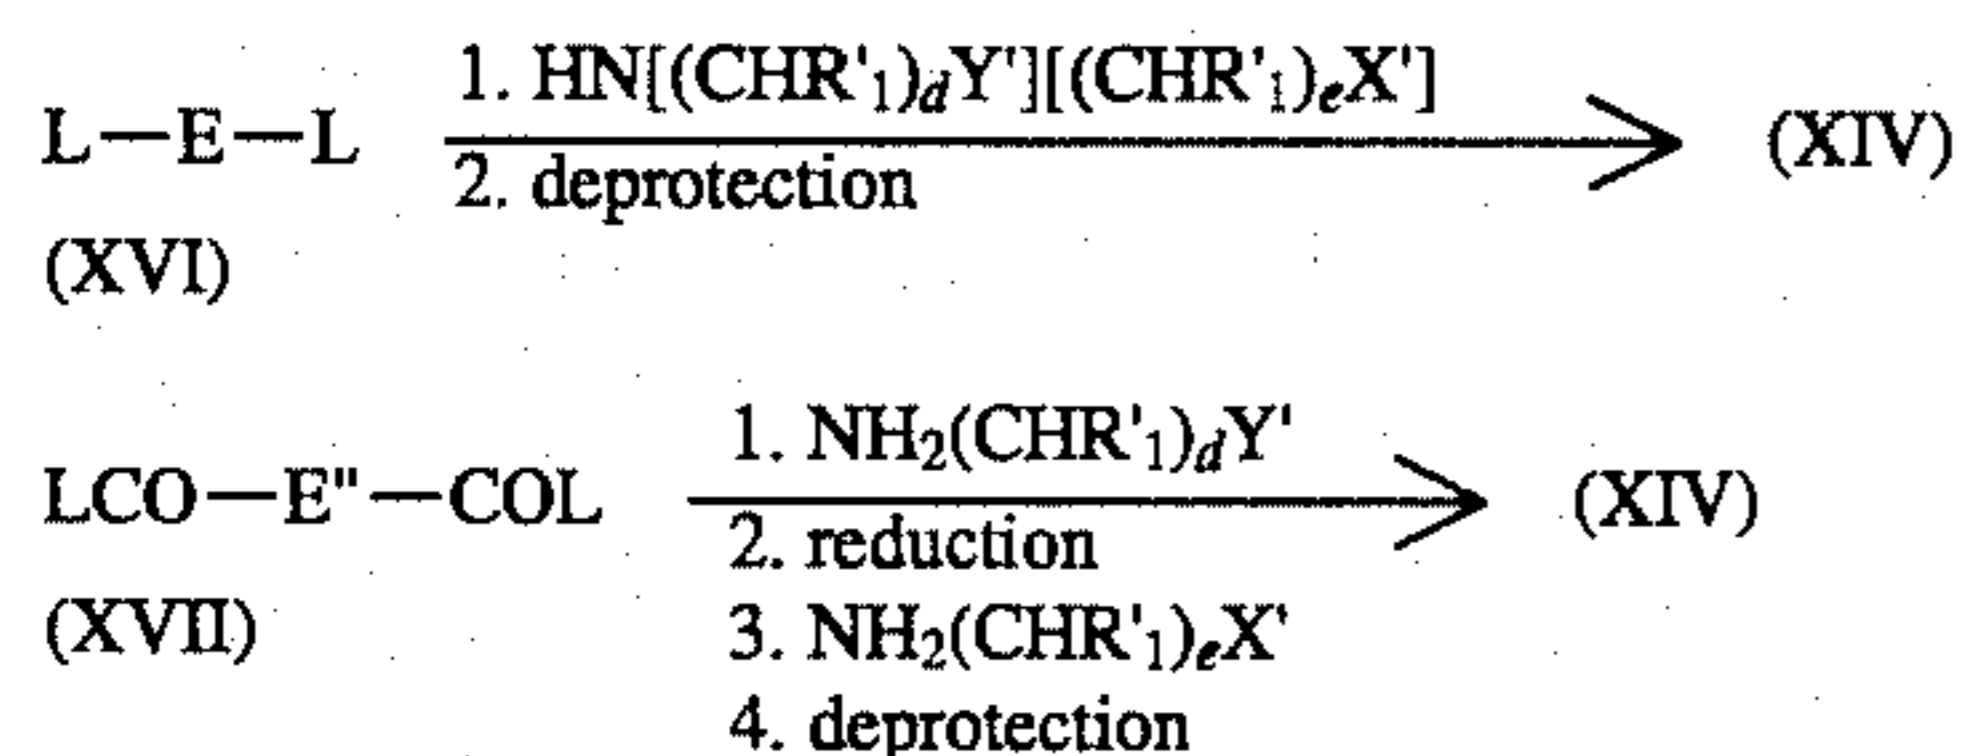 1. HN[(CHR'₁)dY'][(CHR'₁)eX']
L—E—L (XIV)
2. deprotection
(XVI)
1. NH₂(CHR'₁)dY'
LCO—E"—COL (XIV)
2. reduction
(XVII)
3. NH₂(CHR'₁)eX'
4. deprotection